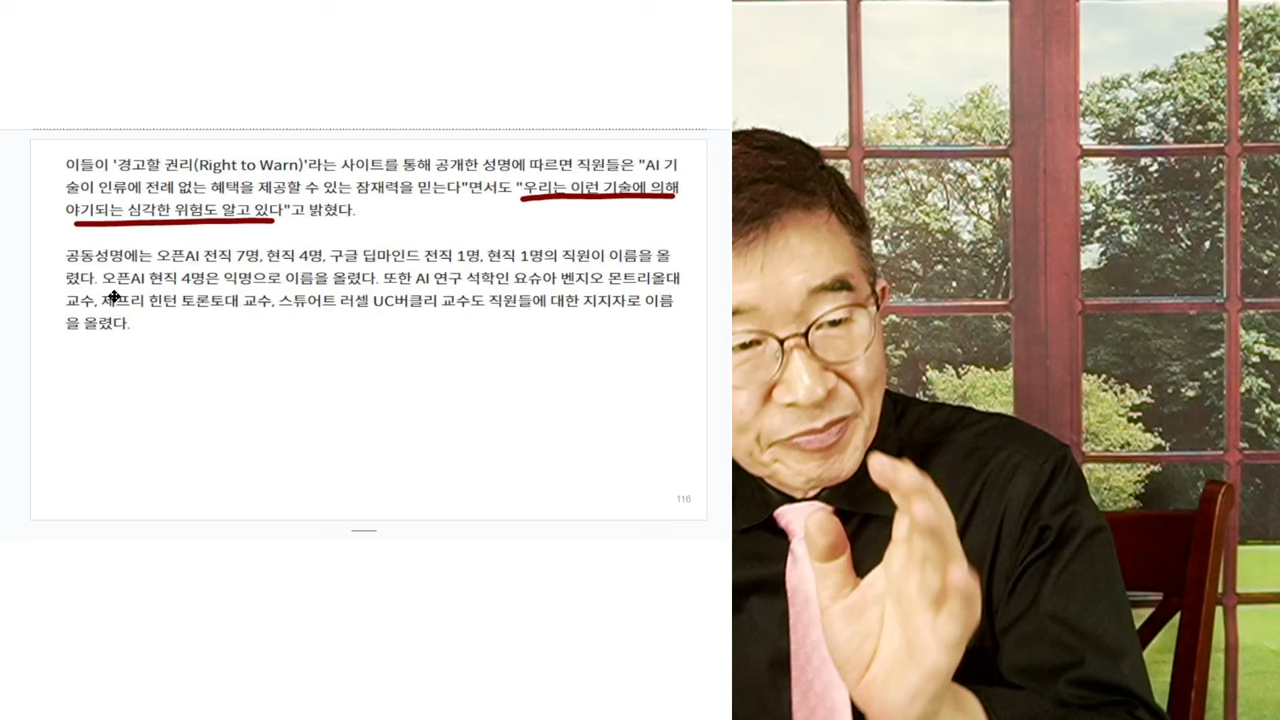 이들이 '경고할 권리(Right to Warn)'라는 사이트를 통해 공개한 성명에 따르면 직원들은 "AI 기
술이 인류에 전례 없는 혜택을 제공할 수 있는 잠재력을 믿는다"면서도 "우리는 이런 기술에 의해
야기되는 심각한 위험도 알고 있다"고 밝혔다.
공동성명에는 오픈AI 전직 7명, 현직 4명, 구글 딥마인드 전직 1명, 현직 1명의 직원이 이름을 올
렸다. 오픈AI 현직 4명은 익명으로 이름을 올렸다. 또한 AI 연구 석학인 요슈아 벤지오 몬트리올대
교수, 제프리 힌턴 토론토대 교수, 스튜어트 러셀 UC버클리 교수도 직원들에 대한 지지자로 이름
을 올렸다.
116